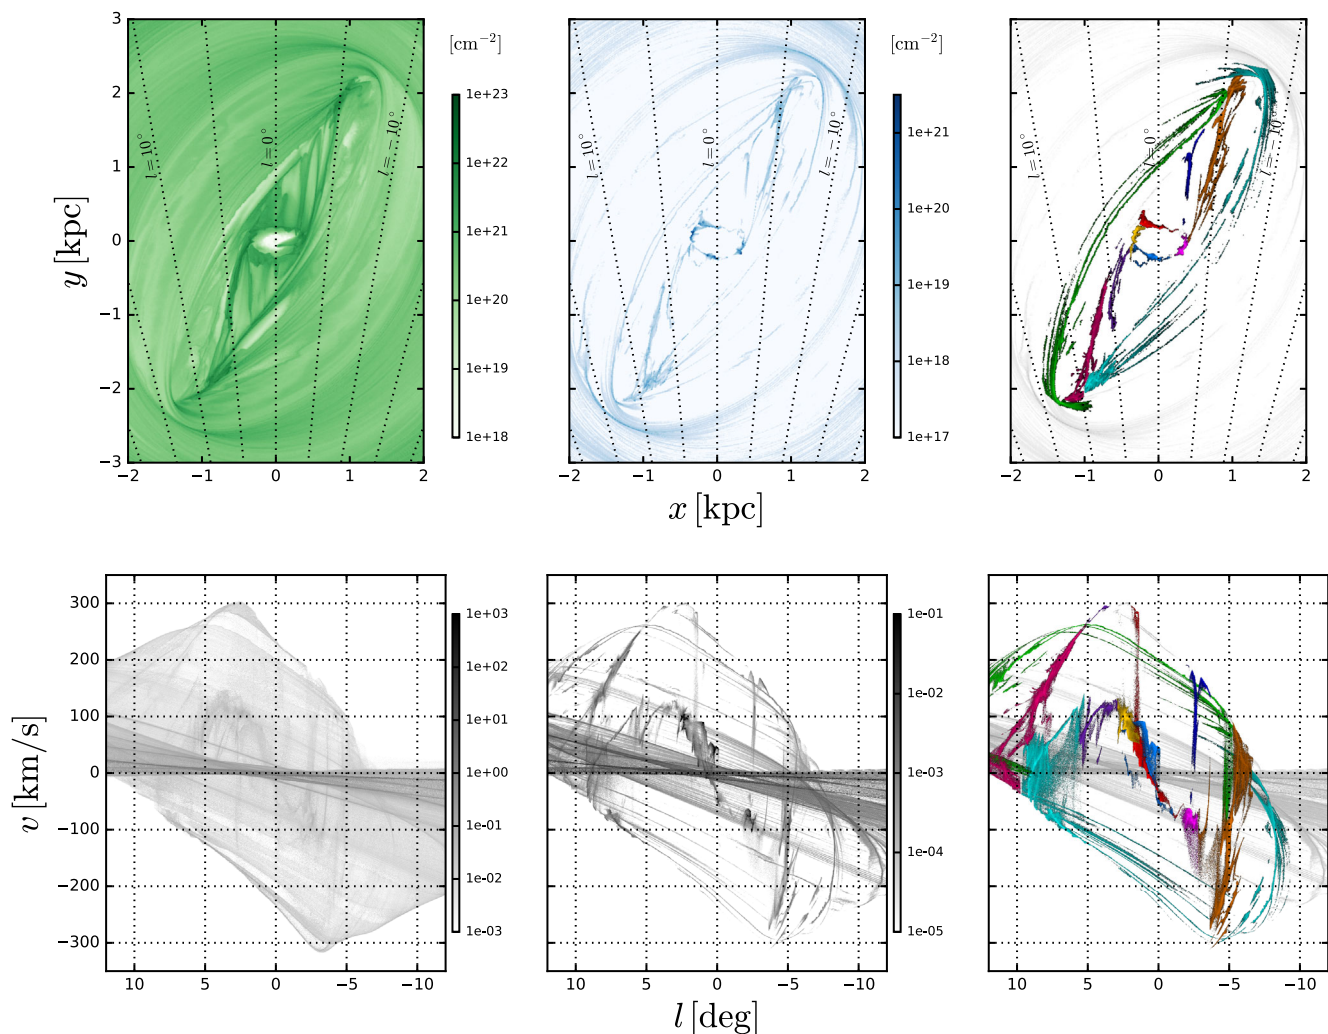 3
2
1
0
−1
−2
−3
y [kpc]
−2 −1 0 1 2
l = 10°
l = 0°
l = −10°
[cm⁻²]
1e+23
1e+22
1e+21
1e+20
1e+19
1e+18
−2 −1 0 1 2
l = 10°
l = 0°
l = −10°
x [kpc]
[cm⁻²]
1e+21
1e+20
1e+19
1e+18
1e+17
−2 −1 0 1 2
l = 10°
l = 0°
l = −10°
300
200
100
0
−100
−200
−300
v [km/s]
10 5 0 −5 −10
1e+03
1e+02
1e+01
1e+00
1e-01
1e-02
1e-03
10 5 0 −5 −10
l [deg]
1e-01
1e-02
1e-03
1e-04
1e-05
10 5 0 −5 −10